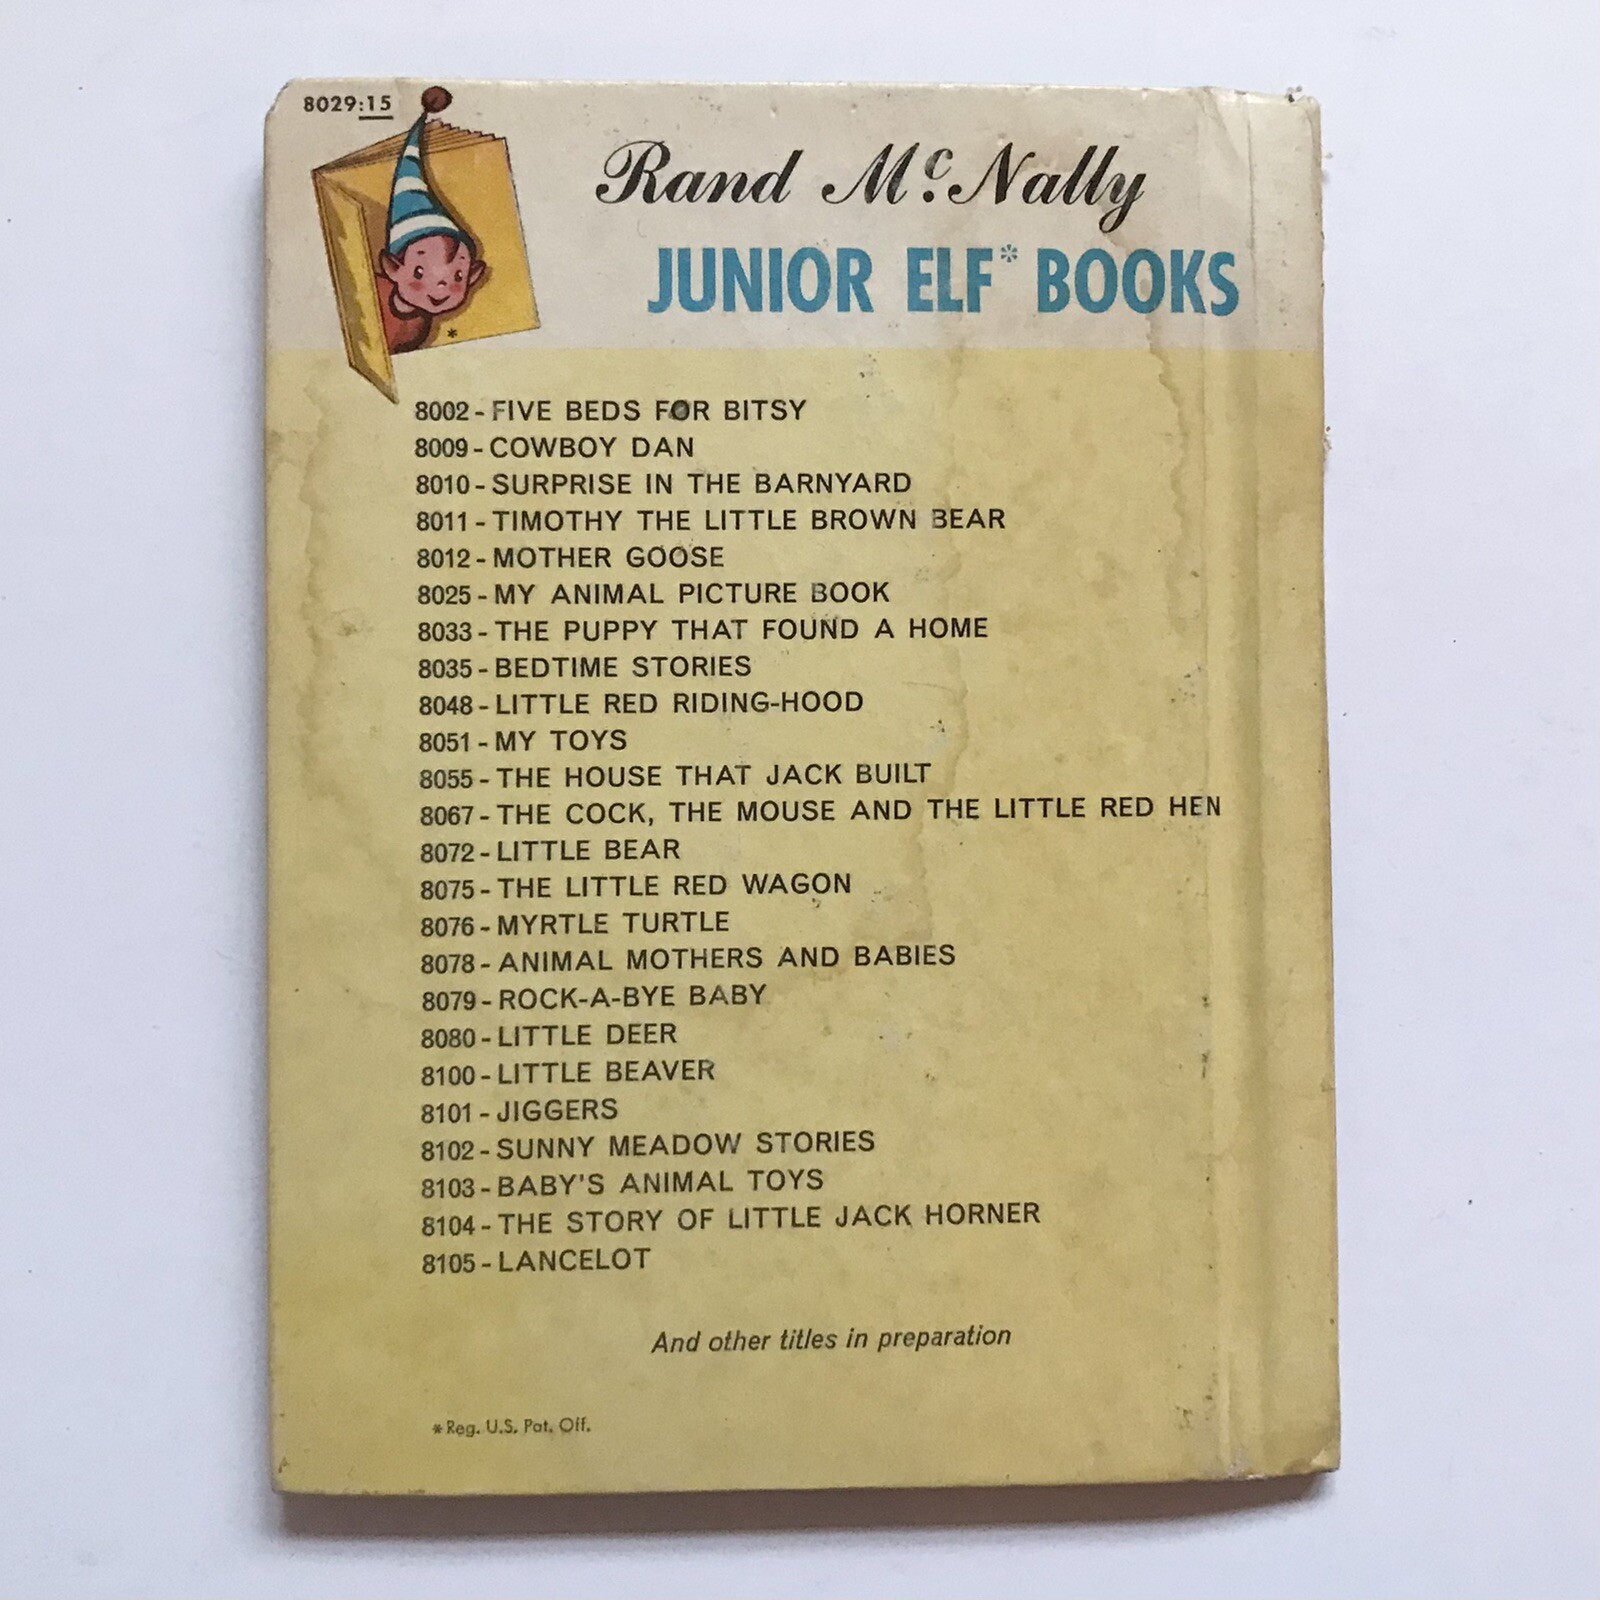 8029:15
Rand McNally
JUNIOR ELF* BOOKS
*
8002 - FIVE BEDS FOR BITSY
8009 - COWBOY DAN
8010 - SURPRISE IN THE BARNYARD
8011 - TIMOTHY THE LITTLE BROWN BEAR
8012 - MOTHER GOOSE
8025 - MY ANIMAL PICTURE BOOK
8033 - THE PUPPY THAT FOUND A HOME
8035 - BEDTIME STORIES
8048 - LITTLE RED RIDING-HOOD
8051 - MY TOYS
8055 - THE HOUSE THAT JACK BUILT
8067 - THE COCK, THE MOUSE AND THE LITTLE RED HEN
8072 - LITTLE BEAR
8075 - THE LITTLE RED WAGON
8076 - MYRTLE TURTLE
8078 - ANIMAL MOTHERS AND BABIES
8079 - ROCK-A-BYE BABY
8080 - LITTLE DEER
8100 - LITTLE BEAVER
8101 - JIGGERS
8102 - SUNNY MEADOW STORIES
8103 - BABY'S ANIMAL TOYS
8104 - THE STORY OF LITTLE JACK HORNER
8105 - LANCELOT
And other titles in preparation
*Reg. U.S. Pat. Off.